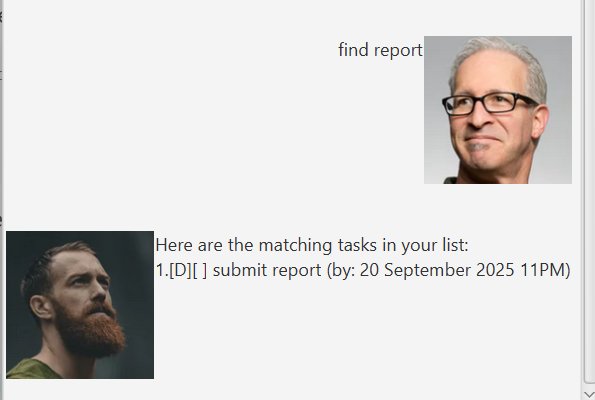 find report
Here are the matching tasks in your list:
1.[D][ ] submit report (by: 20 September 2025 11PM)